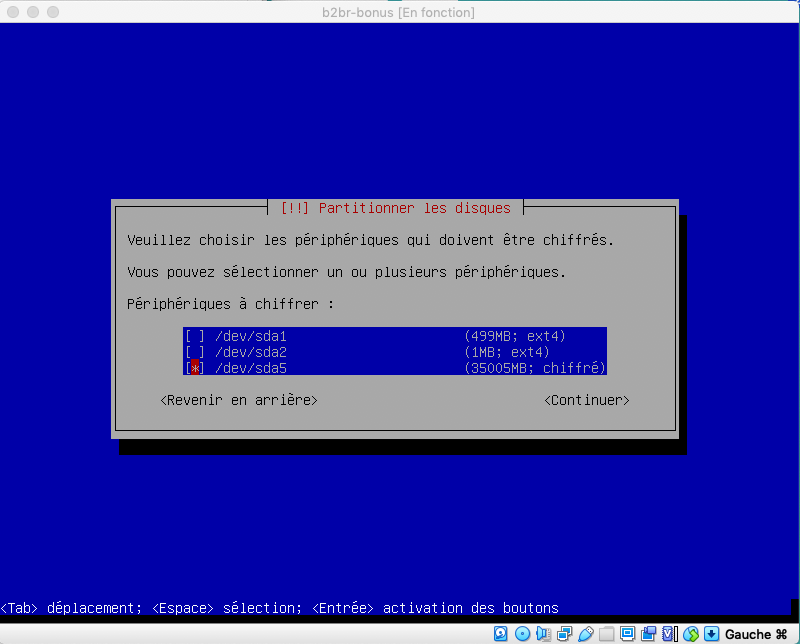 b2br-bonus [En fonction]
[!!] Partitionner les disques
Veuillez choisir les périphériques qui doivent être chiffrés.
Vous pouvez sélectionner un ou plusieurs périphériques.
Périphériques à chiffrer :
[ ] /dev/sda1 (499MB; ext4)
[ ] /dev/sda2 (1MB; ext4)
[*] /dev/sda5 (35005MB; chiffré)
<Revenir en arrière> <Continuer>
<Tab> déplacement; <Espace> sélection; <Entrée> activation des boutons
Gauche ⌘